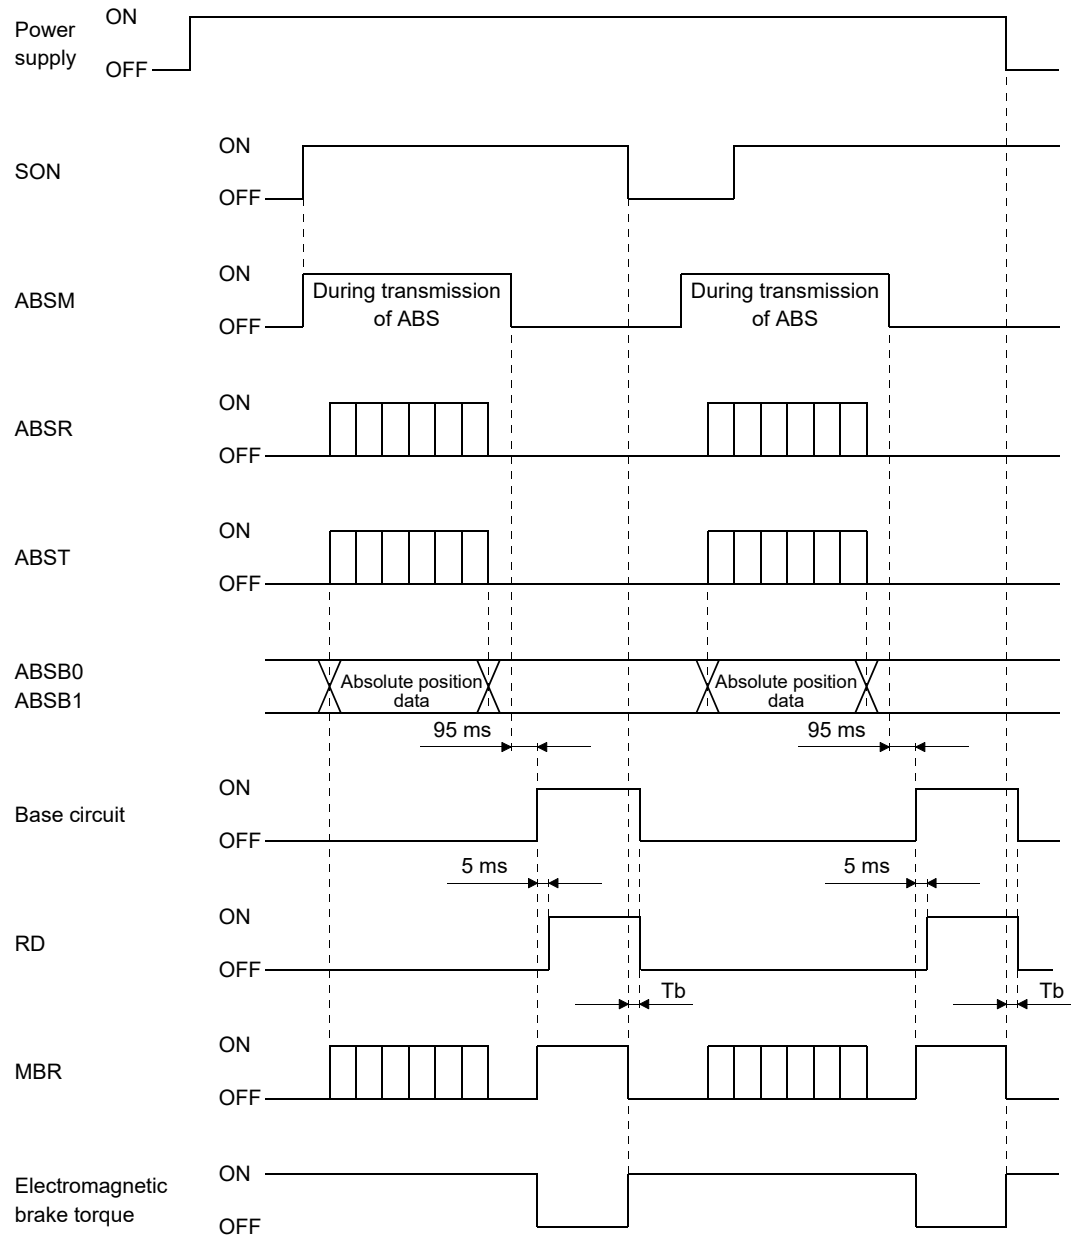 Power
supply
ON
OFF
SON
ON
OFF
ABSM
ON
OFF
During transmission
of ABS
During transmission
of ABS
ABSR
ON
OFF
ABST
ON
OFF
ABSB0
ABSB1
Absolute position
data
Absolute position
data
95 ms
95 ms
Base circuit
ON
OFF
5 ms
5 ms
RD
ON
OFF
Tb
Tb
MBR
ON
OFF
Electromagnetic
brake torque
ON
OFF